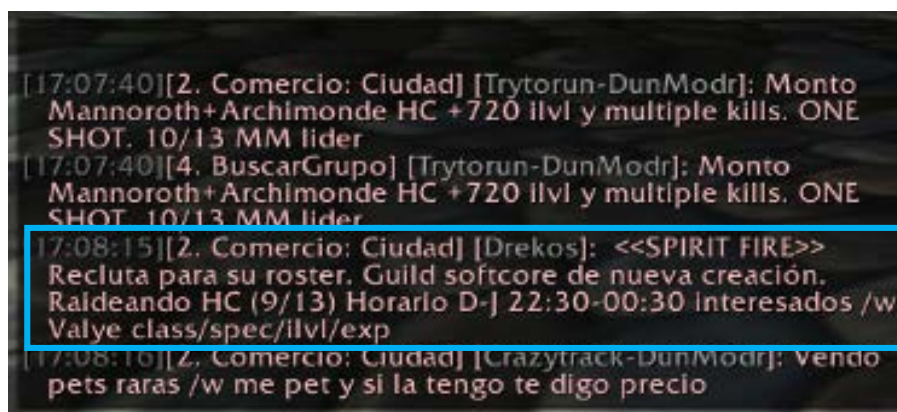 [17:07:40][2. Comercio: Ciudad] [Trytorun-DunModr]: Monto
Mannoroth+Archimonde HC +720 ilvl y multiple kills. ONE
SHOT. 10/13 MM lider
[17:07:40][4. BuscarGrupo] [Trytorun-DunModr]: Monto
Mannoroth+Archimonde HC +720 ilvl y multiple kills. ONE
SHOT. 10/13 MM lider
17:08:15][2. Comercio: Ciudad] [Drekos]: <<SPIRIT FIRE>>
Recluta para su roster. Guild softcore de nueva creación.
Raideando HC (9/13) Horario D-J 22:30-00:30 interesados /w
Valye class/spec/ilvl/exp
[17:08:16][2. Comercio: Ciudad] [Crazytrack-DunModr]: Vendo
pets raras /w me pet y si la tengo te digo precio